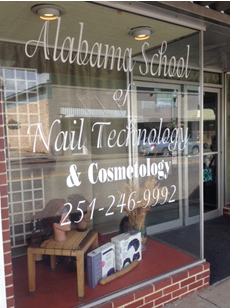 Alabama School
of
Nail Technology
& Cosmetology
251-246-9992